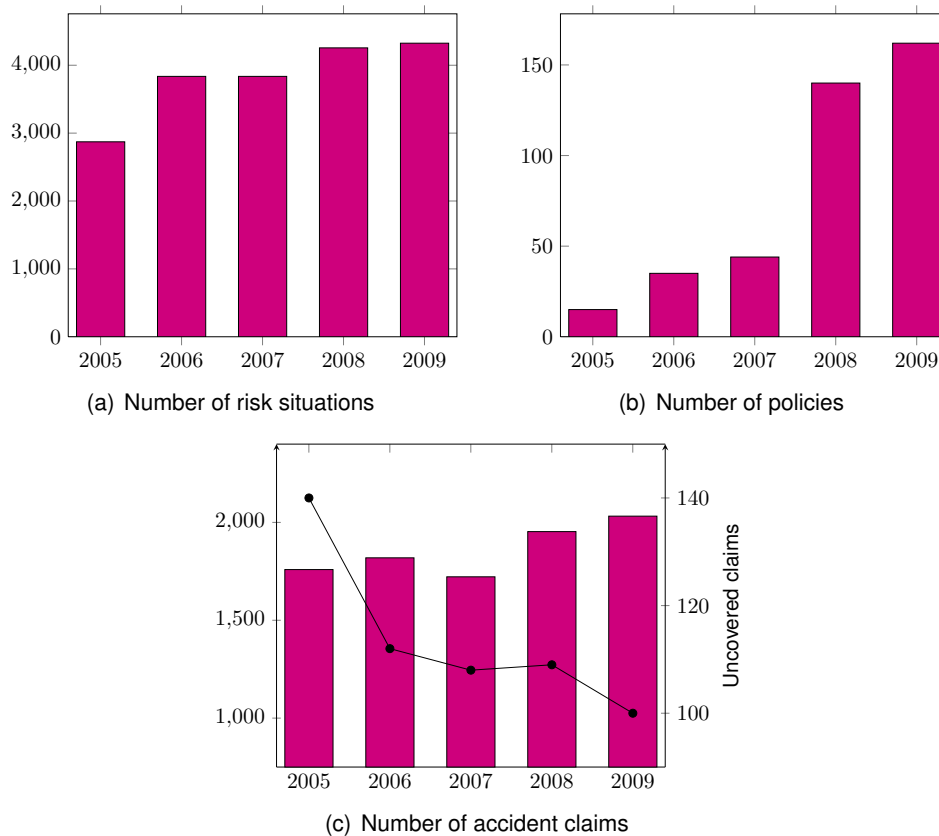 4,000
3,000
2,000
1,000
0
2005 2006 2007 2008 2009
(a) Number of risk situations
150
100
50
0
2005 2006 2007 2008 2009
(b) Number of policies
2,000
1,500
1,000
140
120
100
Uncovered claims
2005 2006 2007 2008 2009
(c) Number of accident claims